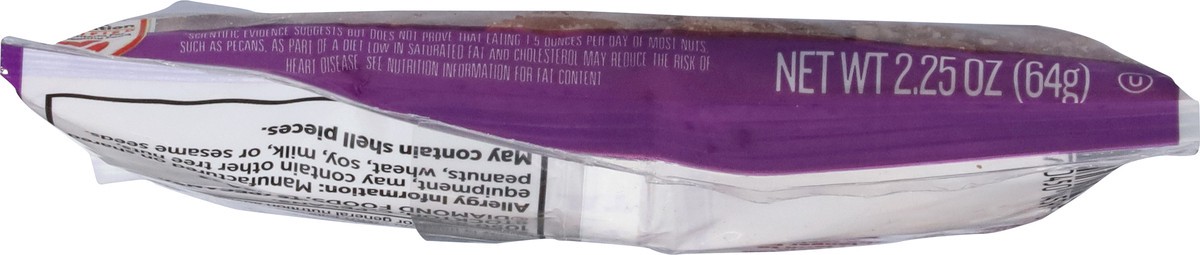 SCIENTIFIC EVIDENCE SUGGESTS BUT DOES NOT PROVE THAT EATING 1.5 OUNCES PER DAY OF MOST NUTS,
SUCH AS PECANS, AS PART OF A DIET LOW IN SATURATED FAT AND CHOLESTEROL MAY REDUCE THE RISK OF
HEART DISEASE. SEE NUTRITION INFORMATION FOR FAT CONTENT
NET WT 2.25 OZ (64g)
U
general nutrition
DIAMOND FOODS,
Allergy Information:
equipment, may contain other tree
peanuts, wheat, soy, milk, or sesame seeds.
May contain shell pieces.